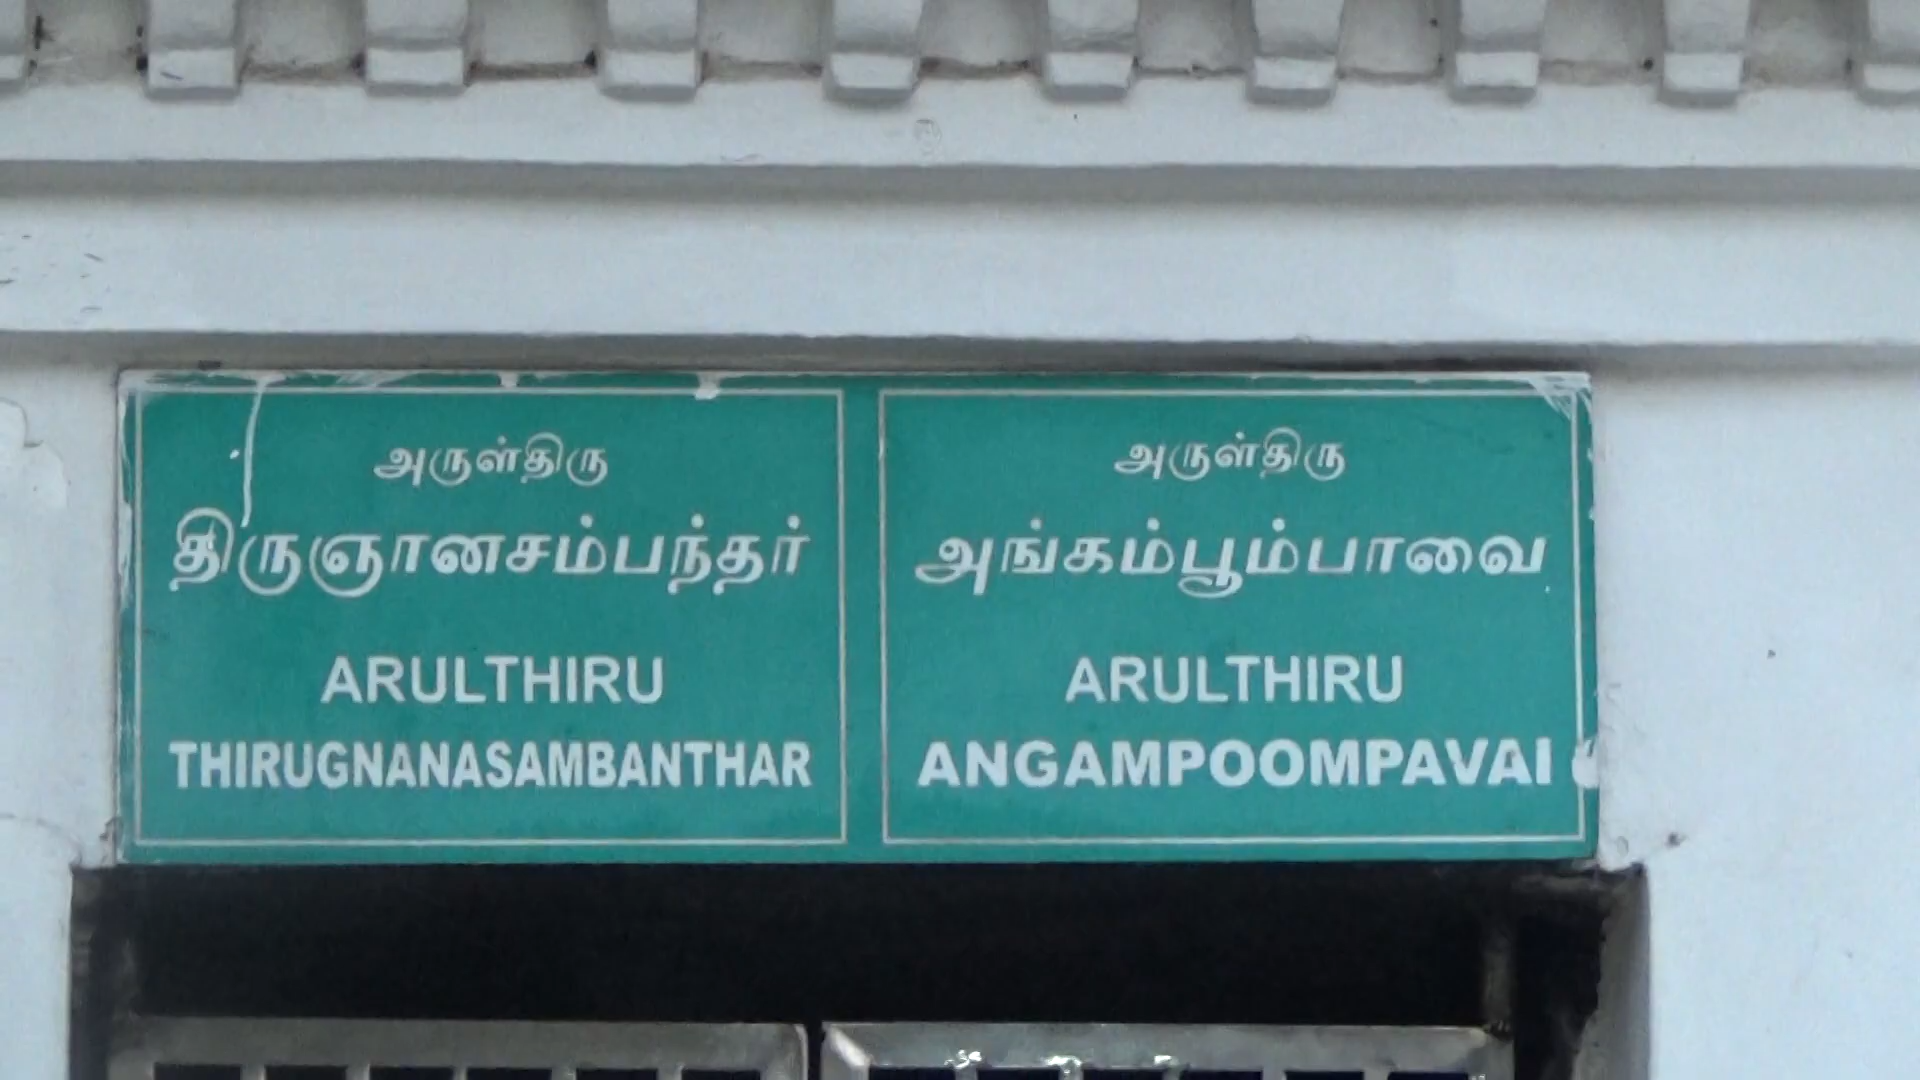 அருள்திரு
திருஞானசம்பந்தர்
ARULTHIRU
THIRUGNANASAMBANTHAR
அருள்திரு
அங்கம்பூம்பாவை
ARULTHIRU
ANGAMPOOMPAVAI